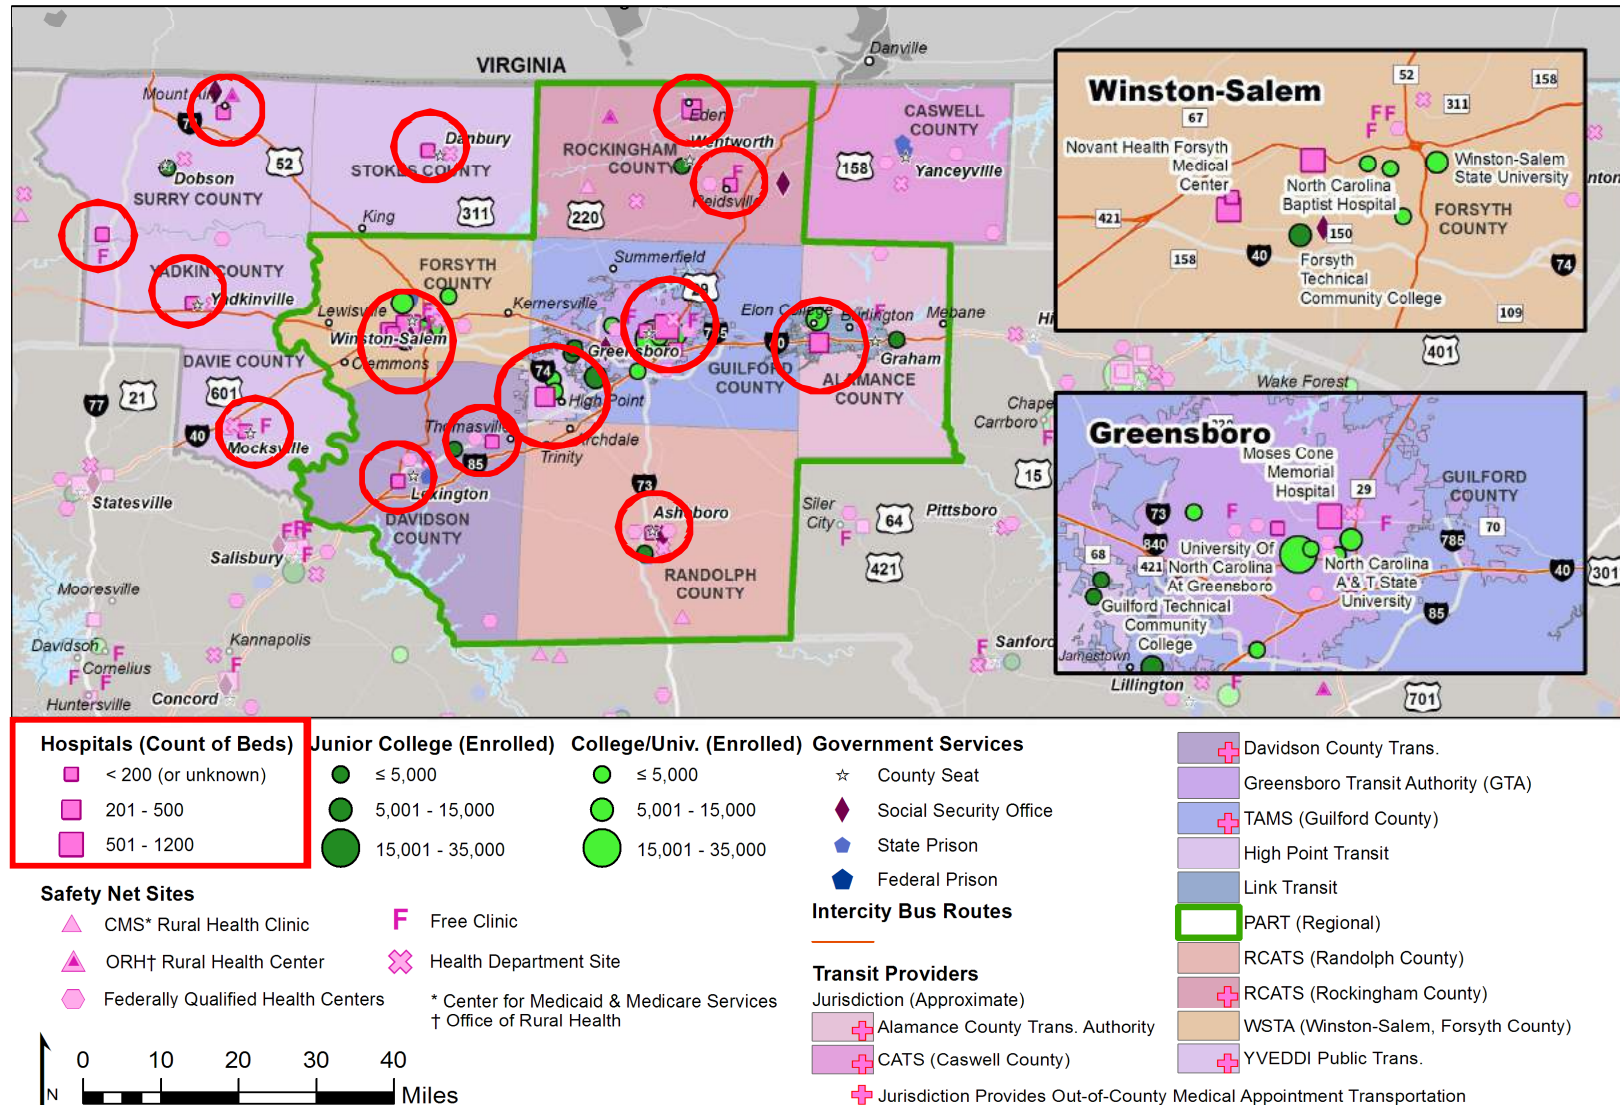 VIRGINIA
Danville
Mount
Danbury
Eden
Wentworth
CASWELL
COUNTY
Yanceyville
158
52
STOKES COUNTY
ROCKINGHAM
COUNTY
Dobson
SURRY COUNTY
King
311
220
Reidsville
YADKIN COUNTY
Yadkinville
FORSYTH
COUNTY
Summerfield
29
Lewisville
Kernersville
Elon College
Burlington
Mebane
Winston-Salem
Clemmons
Greensboro
Graham
DAVIE COUNTY
GUILFORD
COUNTY
ALAMANCE
COUNTY
74
High Point
77
21
601
40
Mocksville
Thomasville
Archdale
Trinity
85
73
Lexington
Asheboro
DAVIDSON
COUNTY
RANDOLPH
COUNTY
Statesville
Salisbury
Mooresville
Davidson
Cornelius
Huntersville
Kannapolis
Concord
Siler
City
64
421
Pittsboro
15
Carrboro
401
Wake Forest
Sanford
Lillington
701
301
Winston-Salem
52
158
67
311
Novant Health Forsyth
Medical
Center
North Carolina
Baptist Hospital
Winston-Salem
State University
FORSYTH
COUNTY
421
150
158
40
74
Forsyth
Technical
Community College
109
Greensboro
Moses Cone
Memorial
Hospital
GUILFORD
COUNTY
29
73
70
840
785
68
421
40
University Of
North Carolina
At Greensboro
North Carolina
A & T State
University
85
Guilford Technical
Community
College
Jamestown
Hospitals (Count of Beds)
< 200 (or unknown)
201 - 500
501 - 1200
Junior College (Enrolled)
≤ 5,000
5,001 - 15,000
15,001 - 35,000
College/Univ. (Enrolled)
≤ 5,000
5,001 - 15,000
15,001 - 35,000
Government Services
County Seat
Social Security Office
State Prison
Federal Prison
Intercity Bus Routes
Safety Net Sites
CMS* Rural Health Clinic
ORH† Rural Health Center
Federally Qualified Health Centers
F Free Clinic
Health Department Site
* Center for Medicaid & Medicare Services
† Office of Rural Health
Transit Providers
Jurisdiction (Approximate)
Alamance County Trans. Authority
CATS (Caswell County)
Davidson County Trans.
Greensboro Transit Authority (GTA)
TAMS (Guilford County)
High Point Transit
Link Transit
PART (Regional)
RCATS (Randolph County)
RCATS (Rockingham County)
WSTA (Winston-Salem, Forsyth County)
YVEDDI Public Trans.
Jurisdiction Provides Out-of-County Medical Appointment Transportation
N
0 10 20 30 40
Miles